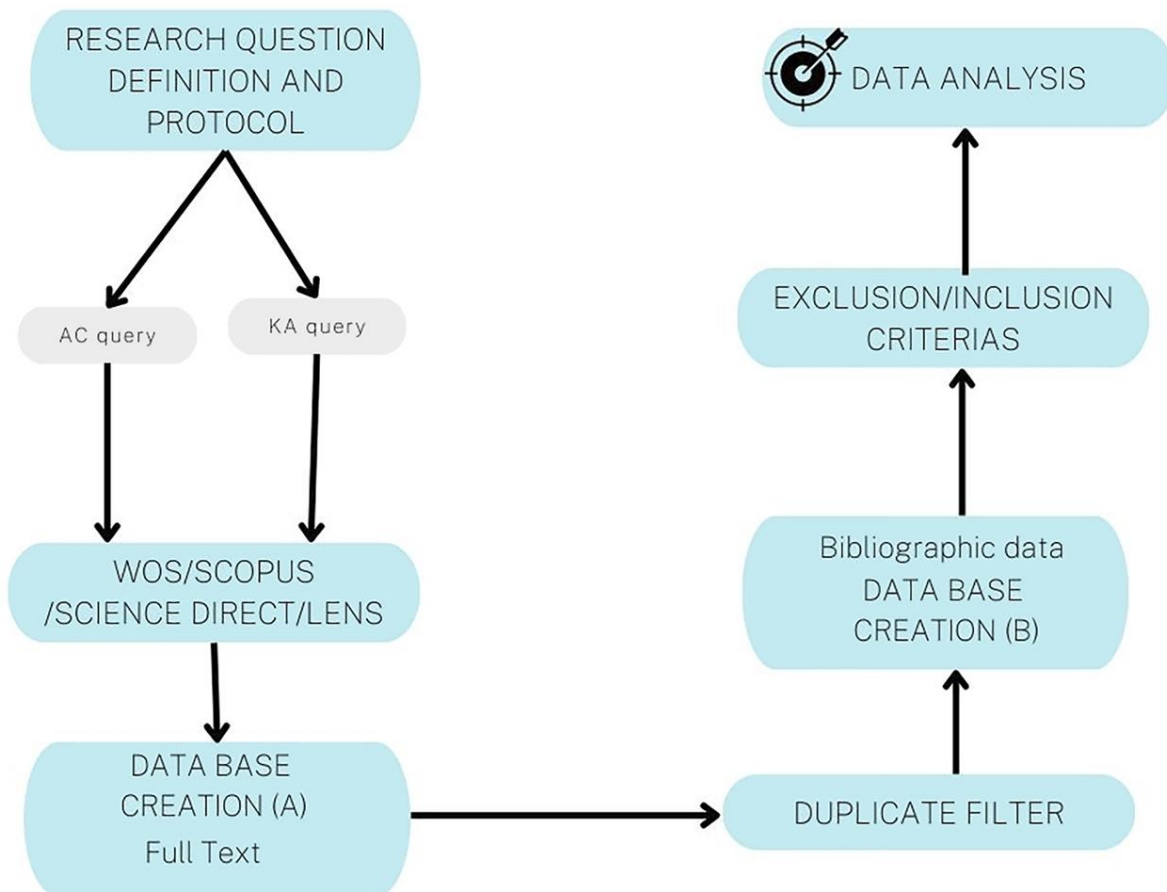 RESEARCH QUESTION
DEFINITION AND
PROTOCOL
AC query
KA query
WOS/SCOPUS
/SCIENCE DIRECT/LENS
DATA BASE
CREATION (A)
Full Text
DUPLICATE FILTER
Bibliographic data
DATA BASE
CREATION (B)
EXCLUSION/INCLUSION
CRITERIAS
DATA ANALYSIS